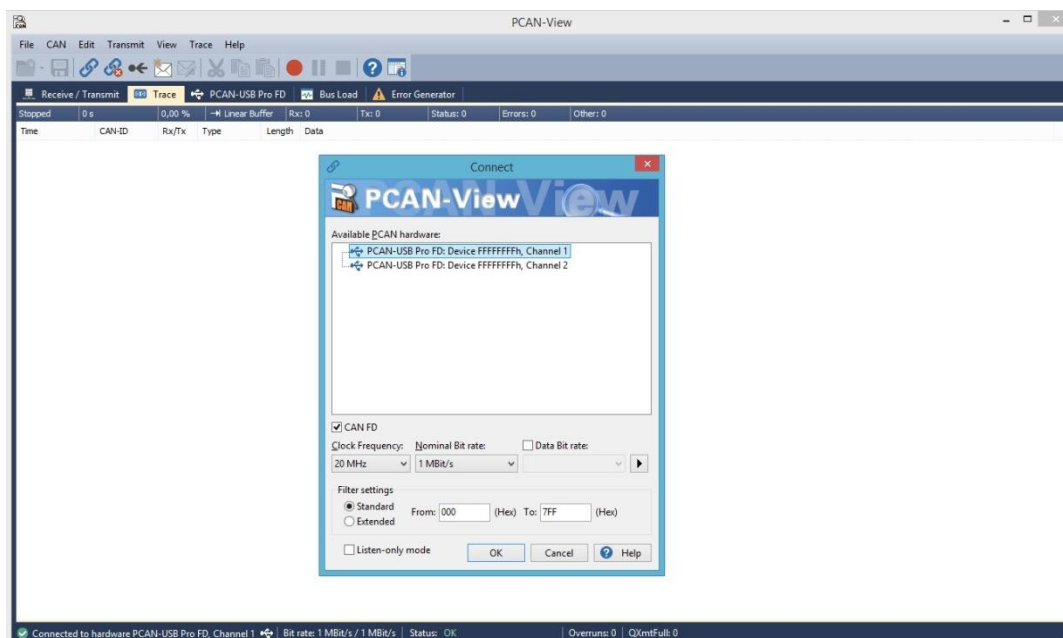 PCAN-View
File CAN Edit Transmit View Trace Help
Receive / Transmit Trace PCAN-USB Pro FD Bus Load Error Generator
Stopped 0 s 0,00 % Linear Buffer Rx: 0 Tx: 0 Status: 0 Errors: 0 Other: 0
Time CAN-ID Rx/Tx Type Length Data
Connect
PCAN-View
Available PCAN hardware:
PCAN-USB Pro FD: Device FFFFFFFFh, Channel 1
PCAN-USB Pro FD: Device FFFFFFFFh, Channel 2
CAN FD
Clock Frequency: Nominal Bit rate: Data Bit rate:
20 MHz 1 MBit/s
Filter settings
Standard
Extended
From: 000 (Hex) To: 7FF (Hex)
Listen-only mode OK Cancel Help
Connected to hardware PCAN-USB Pro FD, Channel 1 Bit rate: 1 MBit/s / 1 MBit/s Status: OK Overruns: 0 QXmtFull: 0